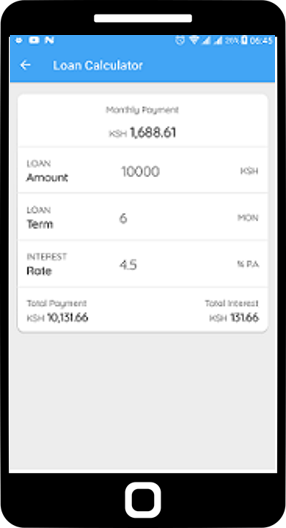 26% 06:45
Loan Calculator
Monthly Payment
KSH 1,688.61
LOAN
Amount 10000 KSH
LOAN
Term 6 MON
INTEREST
Rate 4.5 % P.A
Total Payment Total Interest
KSH 10,131.66 KSH 131.66